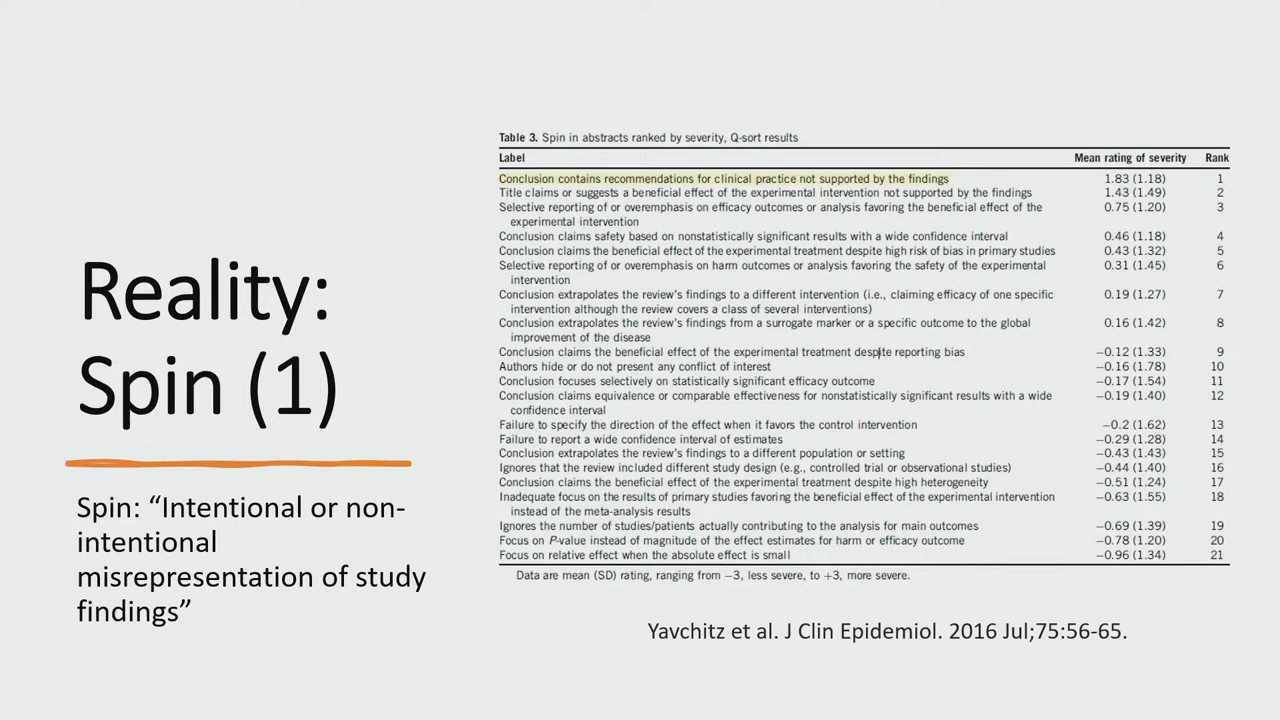 Reality:
Spin (1)
Spin: “Intentional or non-
intentional
misrepresentation of study
findings”
Table 3. Spin in abstracts ranked by severity, Q-sort results
Label Mean rating of severity Rank
Conclusion contains recommendations for clinical practice not supported by the findings 1.83 (1.18) 1
Title claims or suggests a beneficial effect of the experimental intervention not supported by the findings 1.43 (1.49) 2
Selective reporting of or overemphasis on efficacy outcomes or analysis favoring the beneficial effect of the 0.75 (1.20) 3
experimental intervention
Conclusion claims safety based on nonstatistically significant results with a wide confidence interval 0.46 (1.18) 4
Conclusion claims the beneficial effect of the experimental treatment despite high risk of bias in primary studies 0.43 (1.32) 5
Selective reporting of or overemphasis on harm outcomes or analysis favoring the safety of the experimental 0.31 (1.45) 6
intervention
Conclusion extrapolates the review's findings to a different intervention (i.e., claiming efficacy of one specific 0.19 (1.27) 7
intervention although the review covers a class of several interventions)
Conclusion extrapolates the review's findings from a surrogate marker or a specific outcome to the global 0.16 (1.42) 8
improvement of the disease
Conclusion claims the beneficial effect of the experimental treatment despite reporting bias −0.12 (1.33) 9
Authors hide or do not present any conflict of interest −0.16 (1.78) 10
Conclusion focuses selectively on statistically significant efficacy outcome −0.17 (1.54) 11
Conclusion claims equivalence or comparable effectiveness for nonstatistically significant results with a wide −0.19 (1.40) 12
confidence interval
Failure to specify the direction of the effect when it favors the control intervention −0.2 (1.62) 13
Failure to report a wide confidence interval of estimates −0.29 (1.28) 14
Conclusion extrapolates the review's findings to a different population or setting −0.43 (1.43) 15
Ignores that the review included different study design (e.g., controlled trial or observational studies) −0.44 (1.40) 16
Conclusion claims the beneficial effect of the experimental treatment despite high heterogeneity −0.51 (1.24) 17
Inadequate focus on the results of primary studies favoring the beneficial effect of the experimental intervention −0.63 (1.55) 18
instead of the meta-analysis results
Ignores the number of studies/patients actually contributing to the analysis for main outcomes −0.69 (1.39) 19
Focus on P-value instead of magnitude of the effect estimates for harm or efficacy outcome −0.78 (1.20) 20
Focus on relative effect when the absolute effect is small −0.96 (1.34) 21
Data are mean (SD) rating, ranging from −3, less severe, to +3, more severe.
Yavchitz et al. J Clin Epidemiol. 2016 Jul;75:56-65.